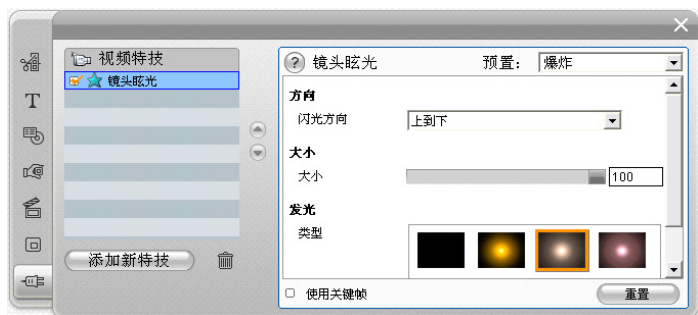 视频特技
镜头眩光
添加新特技
T
? 镜头眩光 预置： 爆炸
方向
闪光方向 上到下
大小
大小 100
发光
类型
使用关键帧 重置